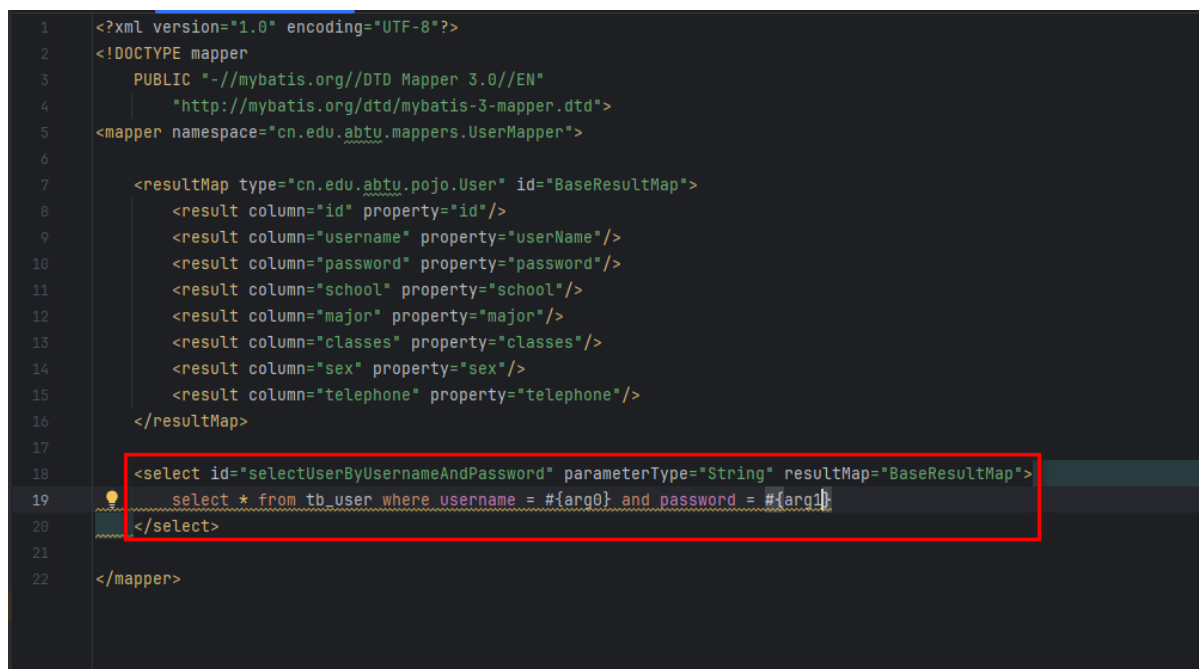 1 <?xml version="1.0" encoding="UTF-8"?>
2 <!DOCTYPE mapper
3 PUBLIC "-//mybatis.org//DTD Mapper 3.0//EN"
4 "http://mybatis.org/dtd/mybatis-3-mapper.dtd">
5 <mapper namespace="cn.edu.abtu.mappers.UserMapper">
6
7 <resultMap type="cn.edu.abtu.pojo.User" id="BaseResultMap">
8 <result column="id" property="id"/>
9 <result column="username" property="userName"/>
10 <result column="password" property="password"/>
11 <result column="school" property="school"/>
12 <result column="major" property="major"/>
13 <result column="classes" property="classes"/>
14 <result column="sex" property="sex"/>
15 <result column="telephone" property="telephone"/>
16 </resultMap>
17
18 <select id="selectUserByUsernameAndPassword" parameterType="String" resultMap="BaseResultMap">
19 select * from tb_user where username = #{arg0} and password = #{arg1}
20 </select>
21
22 </mapper>